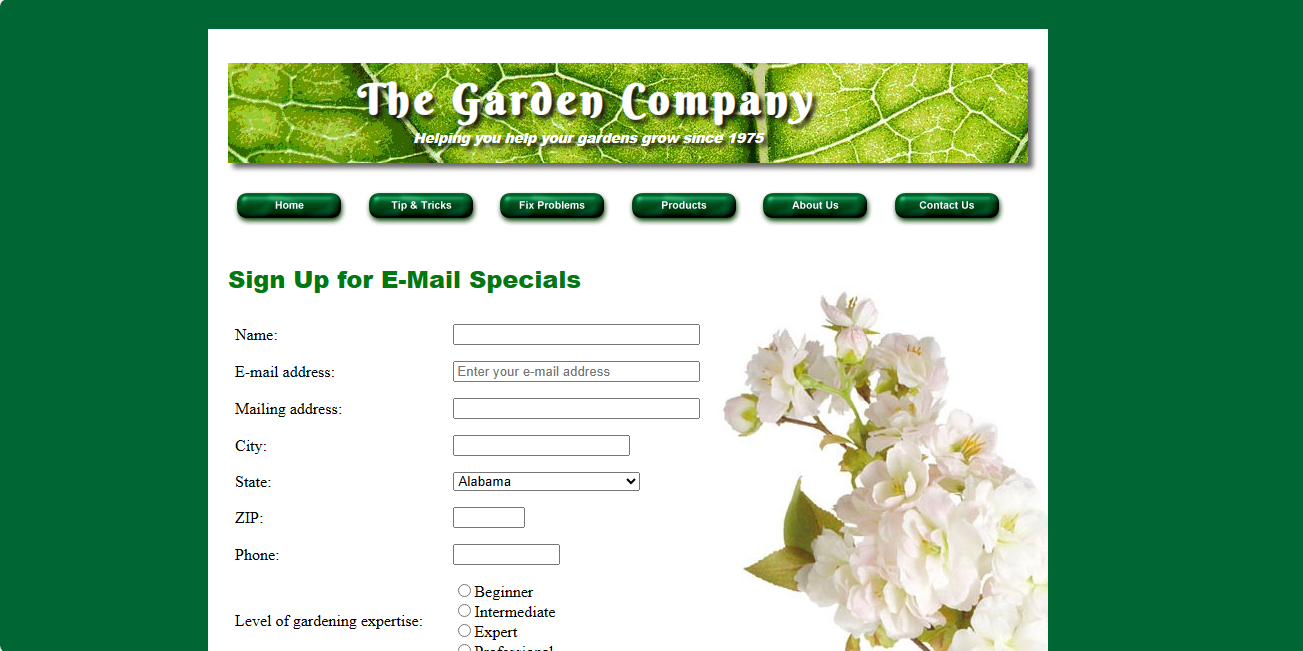 The Garden Company
Helping you help your gardens grow since 1975
Home Tip & Tricks Fix Problems Products About Us Contact Us
Sign Up for E-Mail Specials
Name:
E-mail address: Enter your e-mail address
Mailing address:
City:
State: Alabama
ZIP:
Phone:
Beginner
Intermediate
Level of gardening expertise:
Expert
Professional